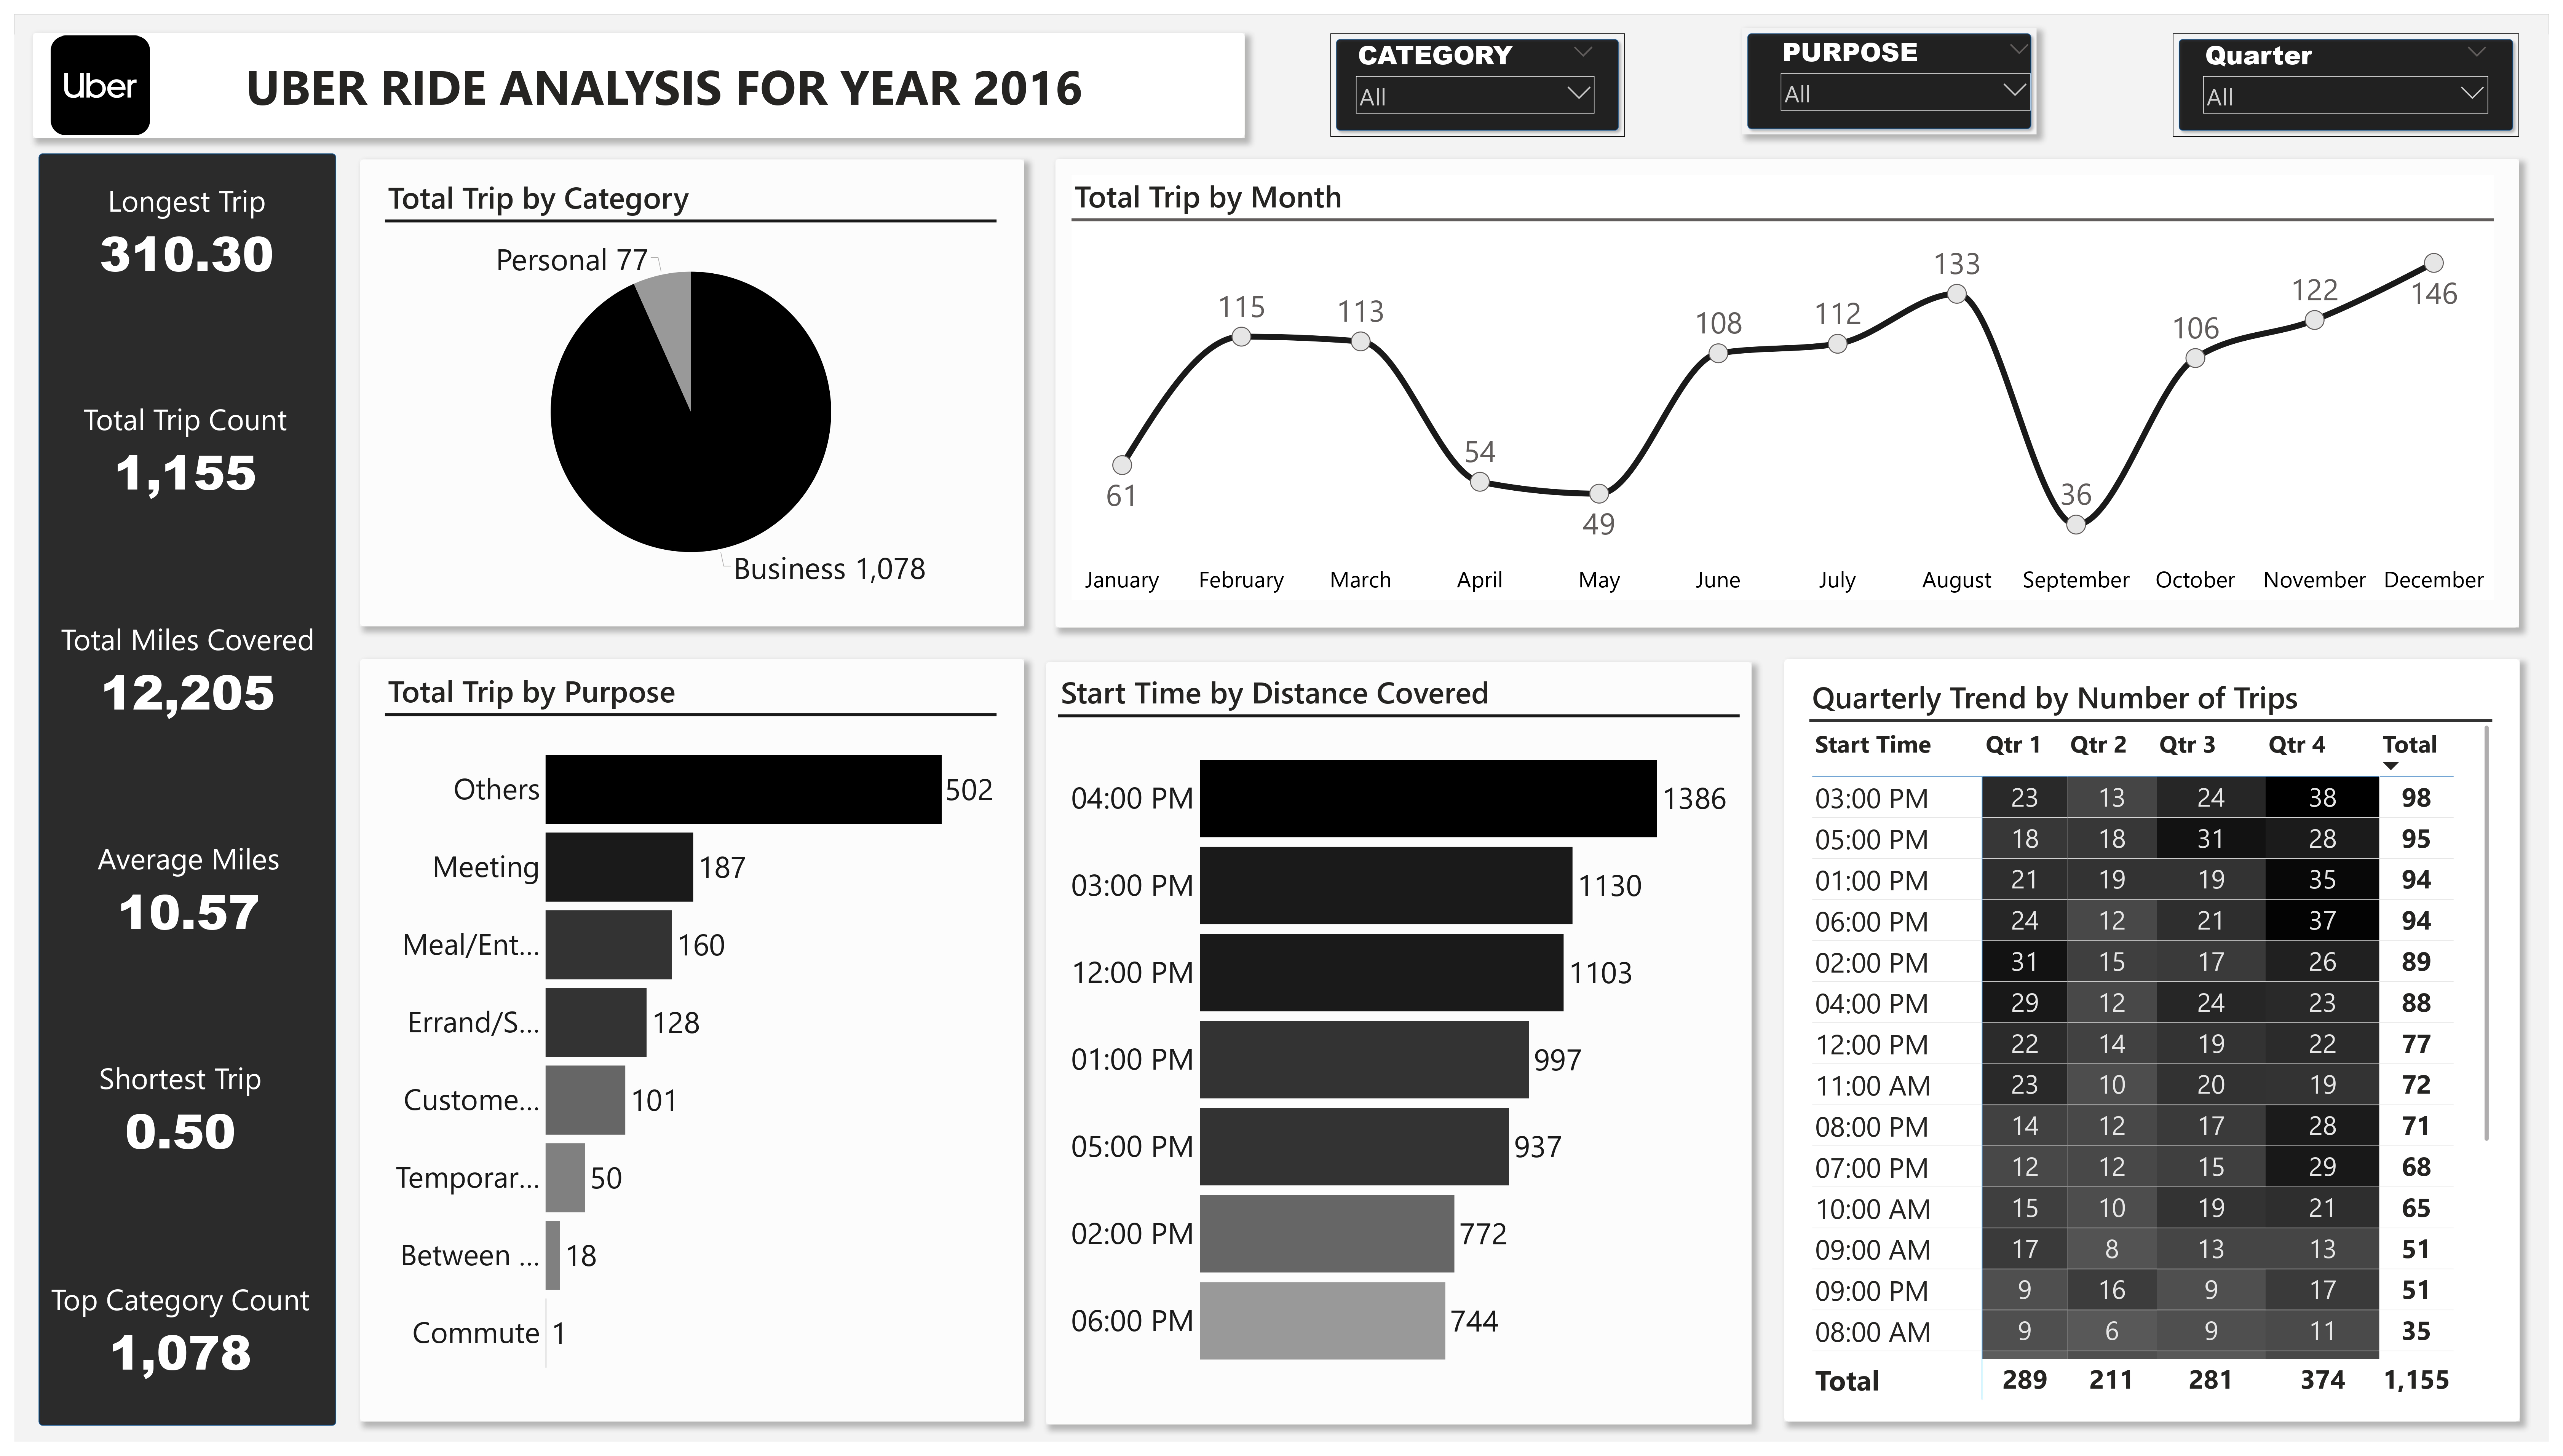 Uber
UBER RIDE ANALYSIS FOR YEAR 2016
CATEGORY
All
PURPOSE
All
Quarter
All
Longest Trip
310.30
Total Trip Count
1,155
Total Miles Covered
12,205
Average Miles
10.57
Shortest Trip
0.50
Top Category Count
1,078
Total Trip by Category
Personal 77
Business 1,078
Total Trip by Month
61
115
113
54
49
108
112
133
36
106
122
146
January February March April May June July August September October November December
Total Trip by Purpose
Others 502
Meeting 187
Meal/Ent... 160
Errand/S... 128
Custome... 101
Temporar... 50
Between ... 18
Commute 1
Start Time by Distance Covered
04:00 PM 1386
03:00 PM 1130
12:00 PM 1103
01:00 PM 997
05:00 PM 937
02:00 PM 772
06:00 PM 744
Quarterly Trend by Number of Trips
Start Time Qtr 1 Qtr 2 Qtr 3 Qtr 4 Total
03:00 PM 23 13 24 38 98
05:00 PM 18 18 31 28 95
01:00 PM 21 19 19 35 94
06:00 PM 24 12 21 37 94
02:00 PM 31 15 17 26 89
04:00 PM 29 12 24 23 88
12:00 PM 22 14 19 22 77
11:00 AM 23 10 20 19 72
08:00 PM 14 12 17 28 71
07:00 PM 12 12 15 29 68
10:00 AM 15 10 19 21 65
09:00 AM 17 8 13 13 51
09:00 PM 9 16 9 17 51
08:00 AM 9 6 9 11 35
Total 289 211 281 374 1,155